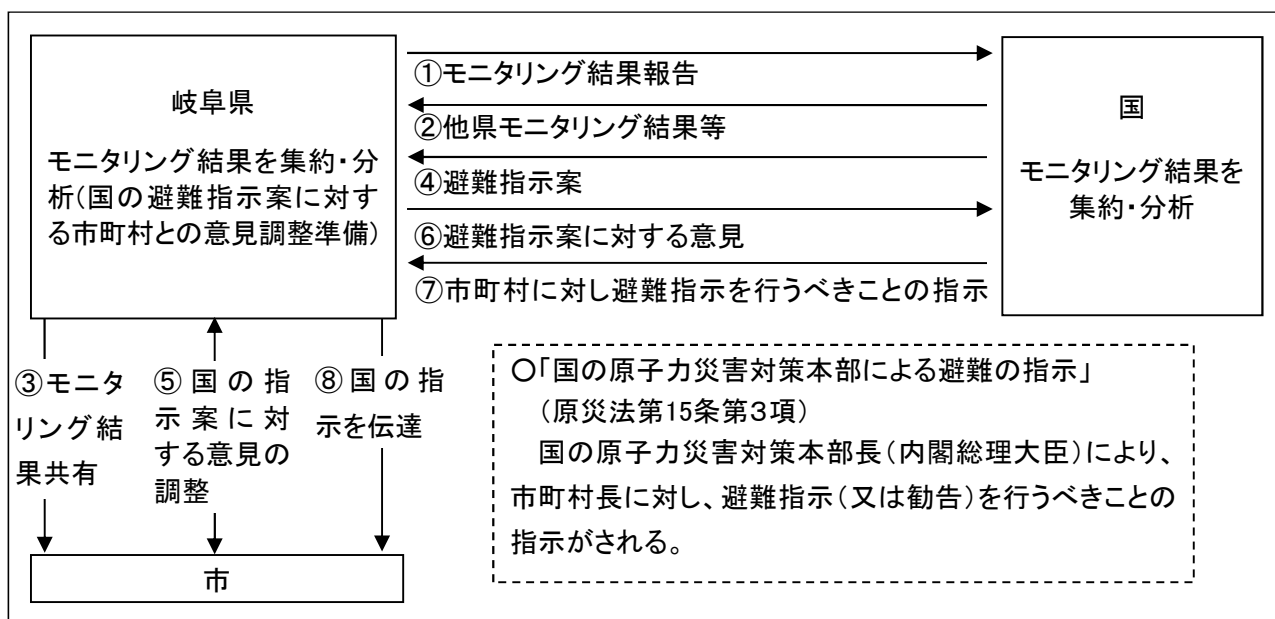 岐阜県
モニタリング結果を集約・分
析(国の避難指示案に対す
る市町村との意見調整準備)
①モニタリング結果報告
②他県モニタリング結果等
④避難指示案
⑥避難指示案に対する意見
⑦市町村に対し避難指示を行うべきことの指示
国
モニタリング結果を
集約・分析
③モニタ
リング結
果共有
⑤国の指
示案に対
する意見の
調整
⑧国の指
示を伝達
市
○「国の原子力災害対策本部による避難の指示」
(原災法第15条第3項)
国の原子力災害対策本部長(内閣総理大臣)により、
市町村長に対し、避難指示(又は勧告)を行うべきことの
指示がされる。